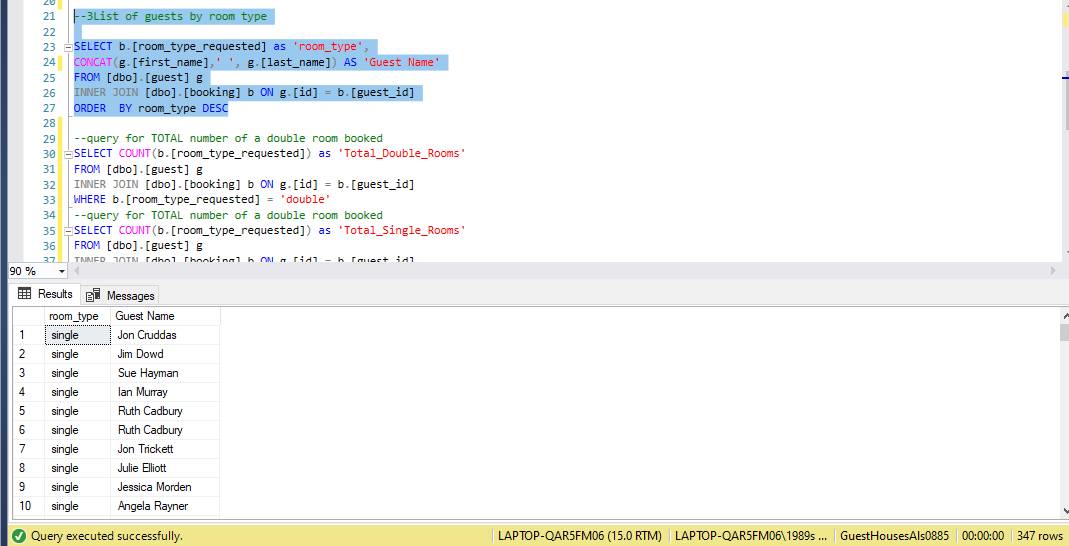 20
21 --3List of guests by room type
22
23 SELECT b.[room_type_requested] as 'room_type',
24 CONCAT(g.[first_name],' ', g.[last_name]) AS 'Guest Name'
25 FROM [dbo].[guest] g
26 INNER JOIN [dbo].[booking] b ON g.[id] = b.[guest_id]
27 ORDER  BY room_type DESC
28
29 --query for TOTAL number of a double room booked
30 SELECT COUNT(b.[room_type_requested]) as 'Total_Double_Rooms'
31 FROM [dbo].[guest] g
32 INNER JOIN [dbo].[booking] b ON g.[id] = b.[guest_id]
33 WHERE b.[room_type_requested] = 'double'
34 --query for TOTAL number of a double room booked
35 SELECT COUNT(b.[room_type_requested]) as 'Total_Single_Rooms'
36 FROM [dbo].[guest] g
37 INNER JOIN [dbo].[booking] b ON g.[id] = b.[guest_id]
90 %
Results Messages
room_type Guest Name
1 single Jon Cruddas
2 single Jim Dowd
3 single Sue Hayman
4 single Ian Murray
5 single Ruth Cadbury
6 single Ruth Cadbury
7 single Jon Trickett
8 single Julie Elliott
9 single Jessica Morden
10 single Angela Rayner
Query executed successfully. LAPTOP-QAR5FM06 (15.0 RTM) LAPTOP-QAR5FM06\1989s ... GuestHousesAls0885 00:00:00 347 rows